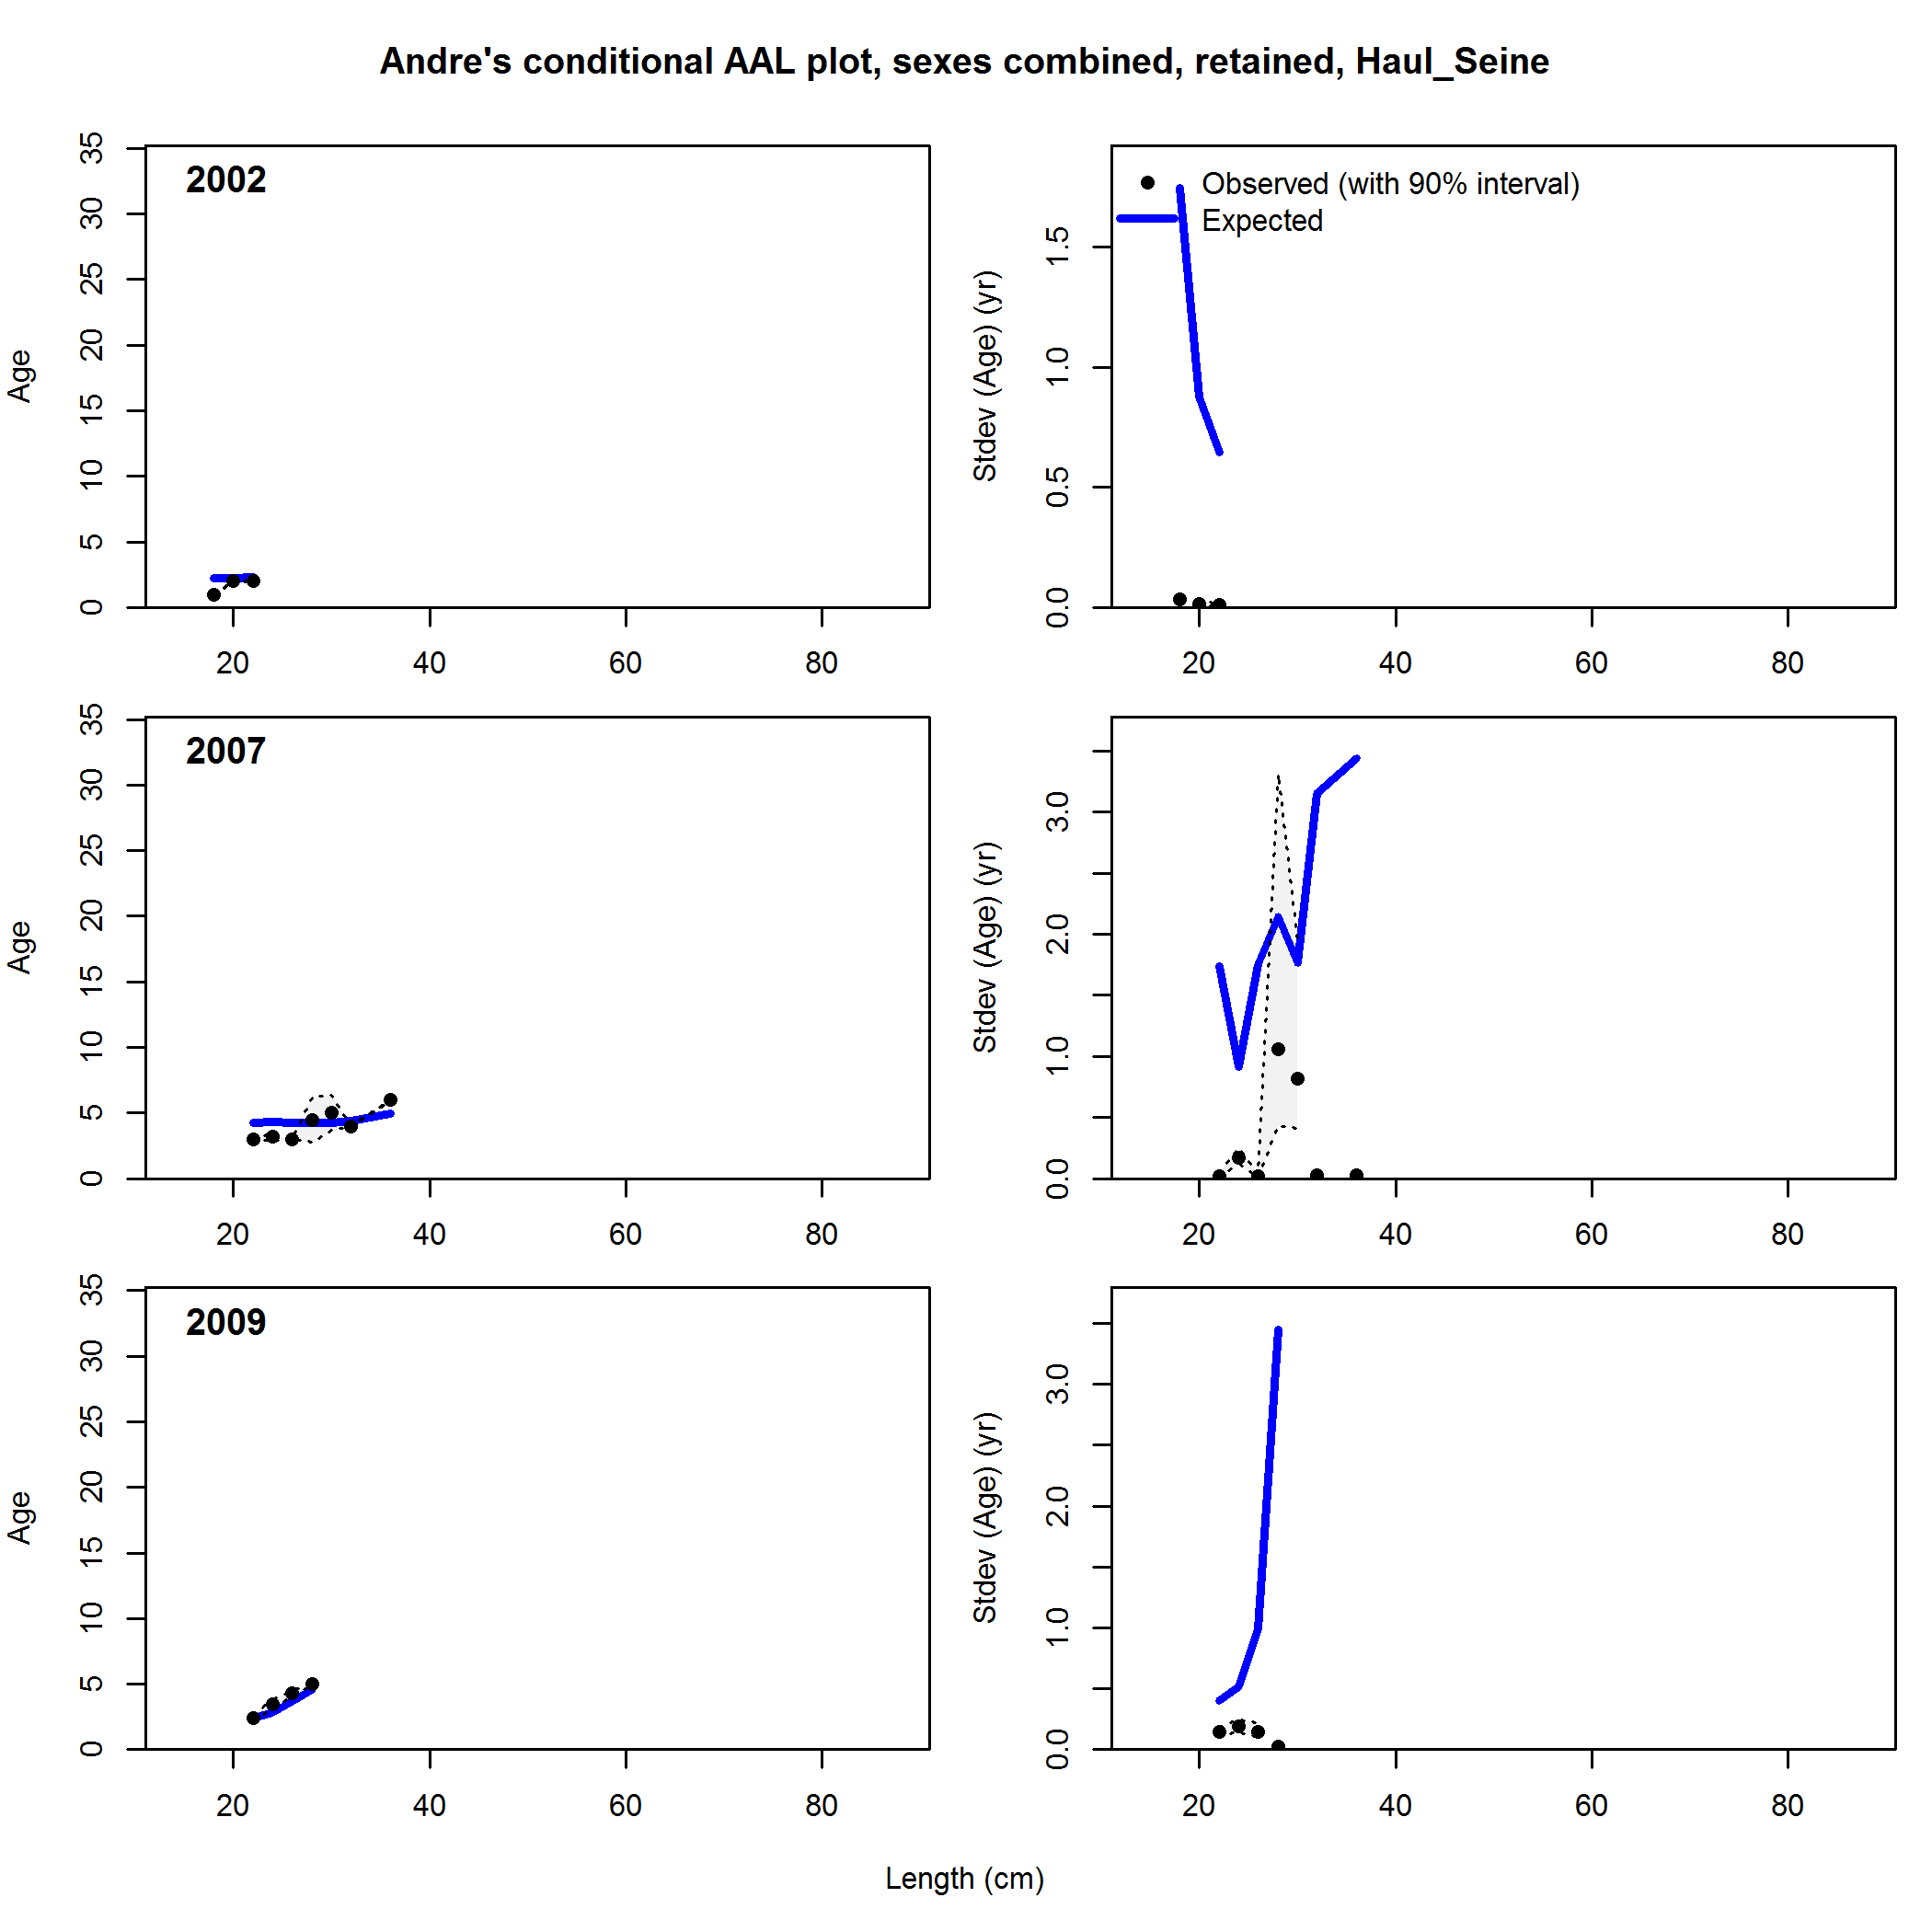 Andre's conditional AAL plot, sexes combined, retained, Haul_Seine
2002
Age
0 5 10 15 20 25 30 35
20 40 60 80
Observed (with 90% interval)
Expected
Stdev (Age) (yr)
0.0 0.5 1.0 1.5
20 40 60 80
2007
Age
0 5 10 15 20 25 30 35
20 40 60 80
Stdev (Age) (yr)
0.0 1.0 2.0 3.0
20 40 60 80
2009
Age
0 5 10 15 20 25 30 35
20 40 60 80
Stdev (Age) (yr)
0.0 1.0 2.0 3.0
20 40 60 80
Length (cm)